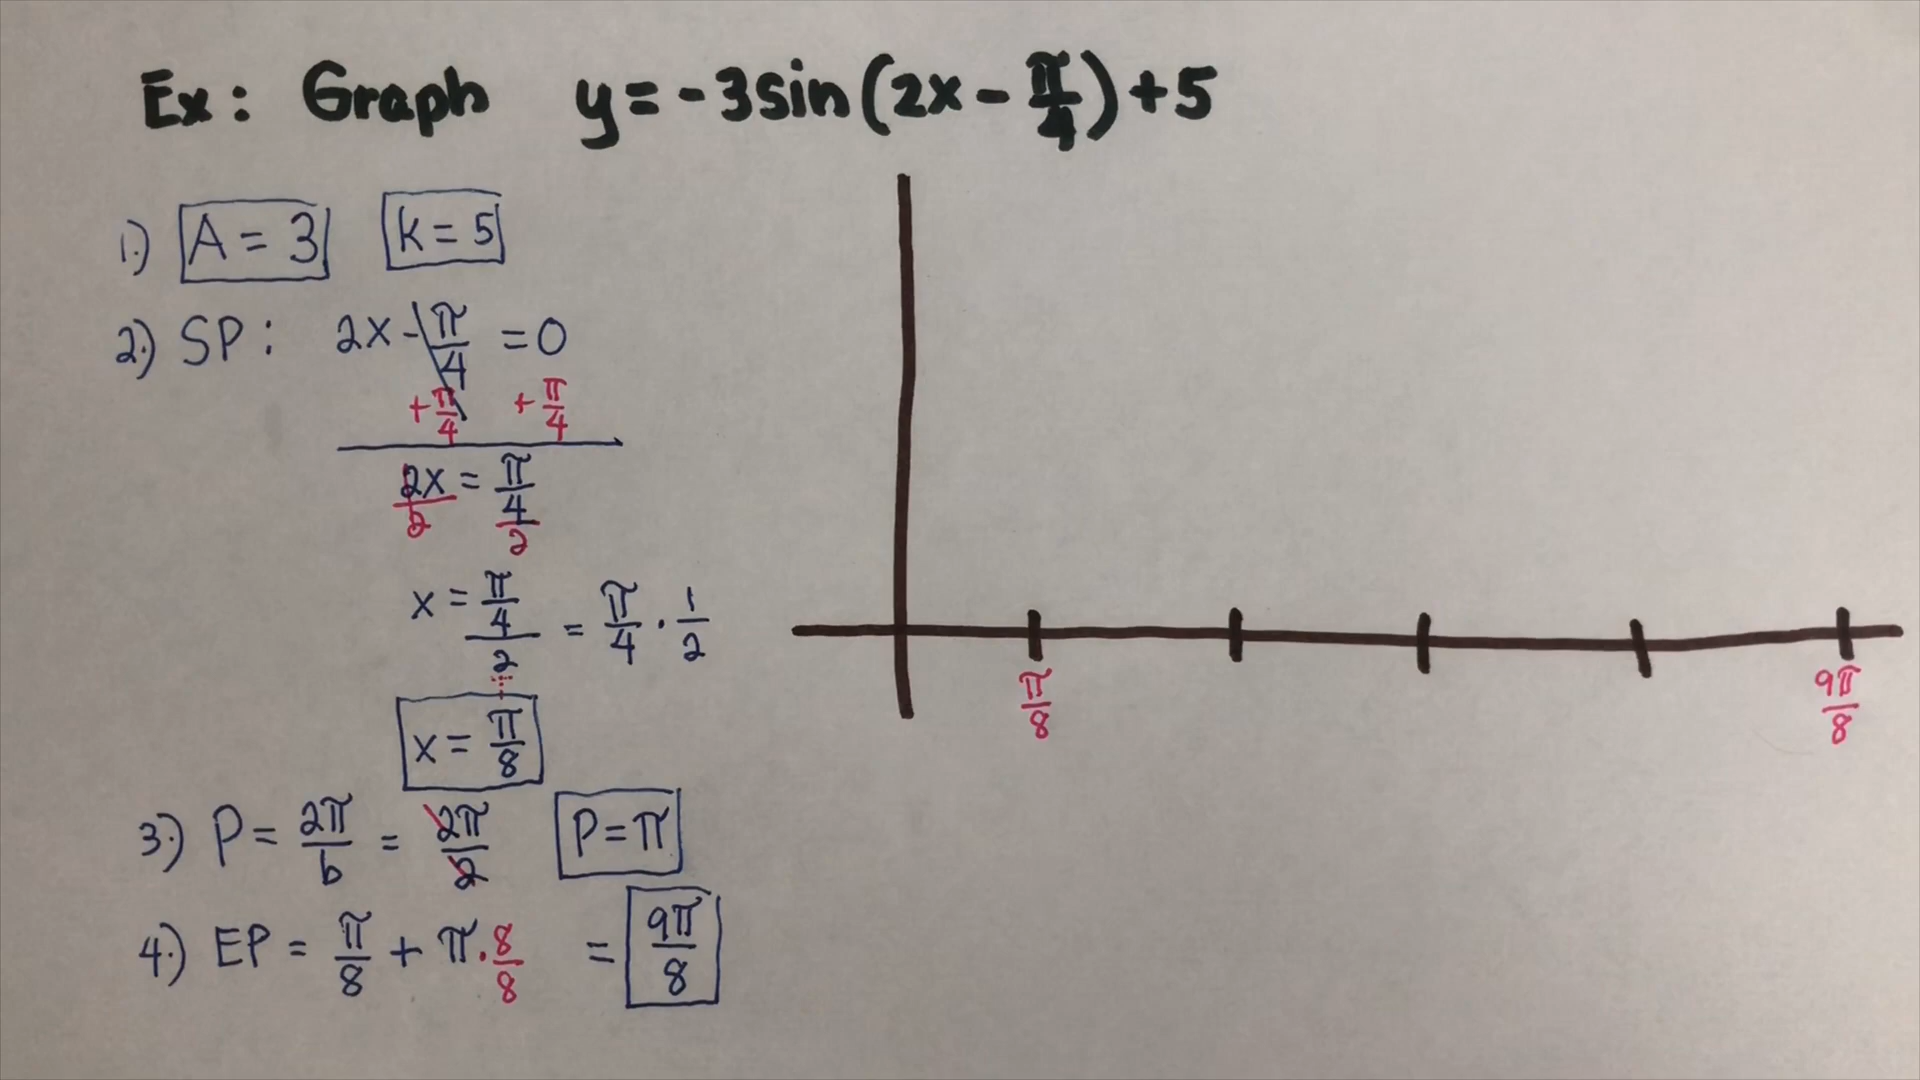 Ex: Graph y = -3sin(2x - π/4) + 5
1.) A = 3 k = 5
2.) SP: 2x - π/4 = 0
+ π/4 + π/4
2x/2 = π/4/2
x = π/4/2 = π/4 · 1/2
x = π/8
3.) P = 2π/b = 2π/2 P = π
4.) EP = π/8 + π · 8/8 = 9π/8
π/8 9π/8